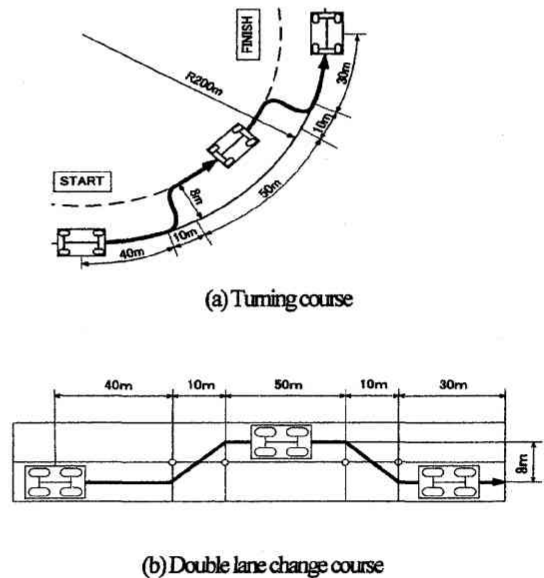 FINISH
R200m
30m
10m
50m
START
8m
10m
40m
(a) Turning course
40m 10m 50m 10m 30m
8m
(b) Double lane change course